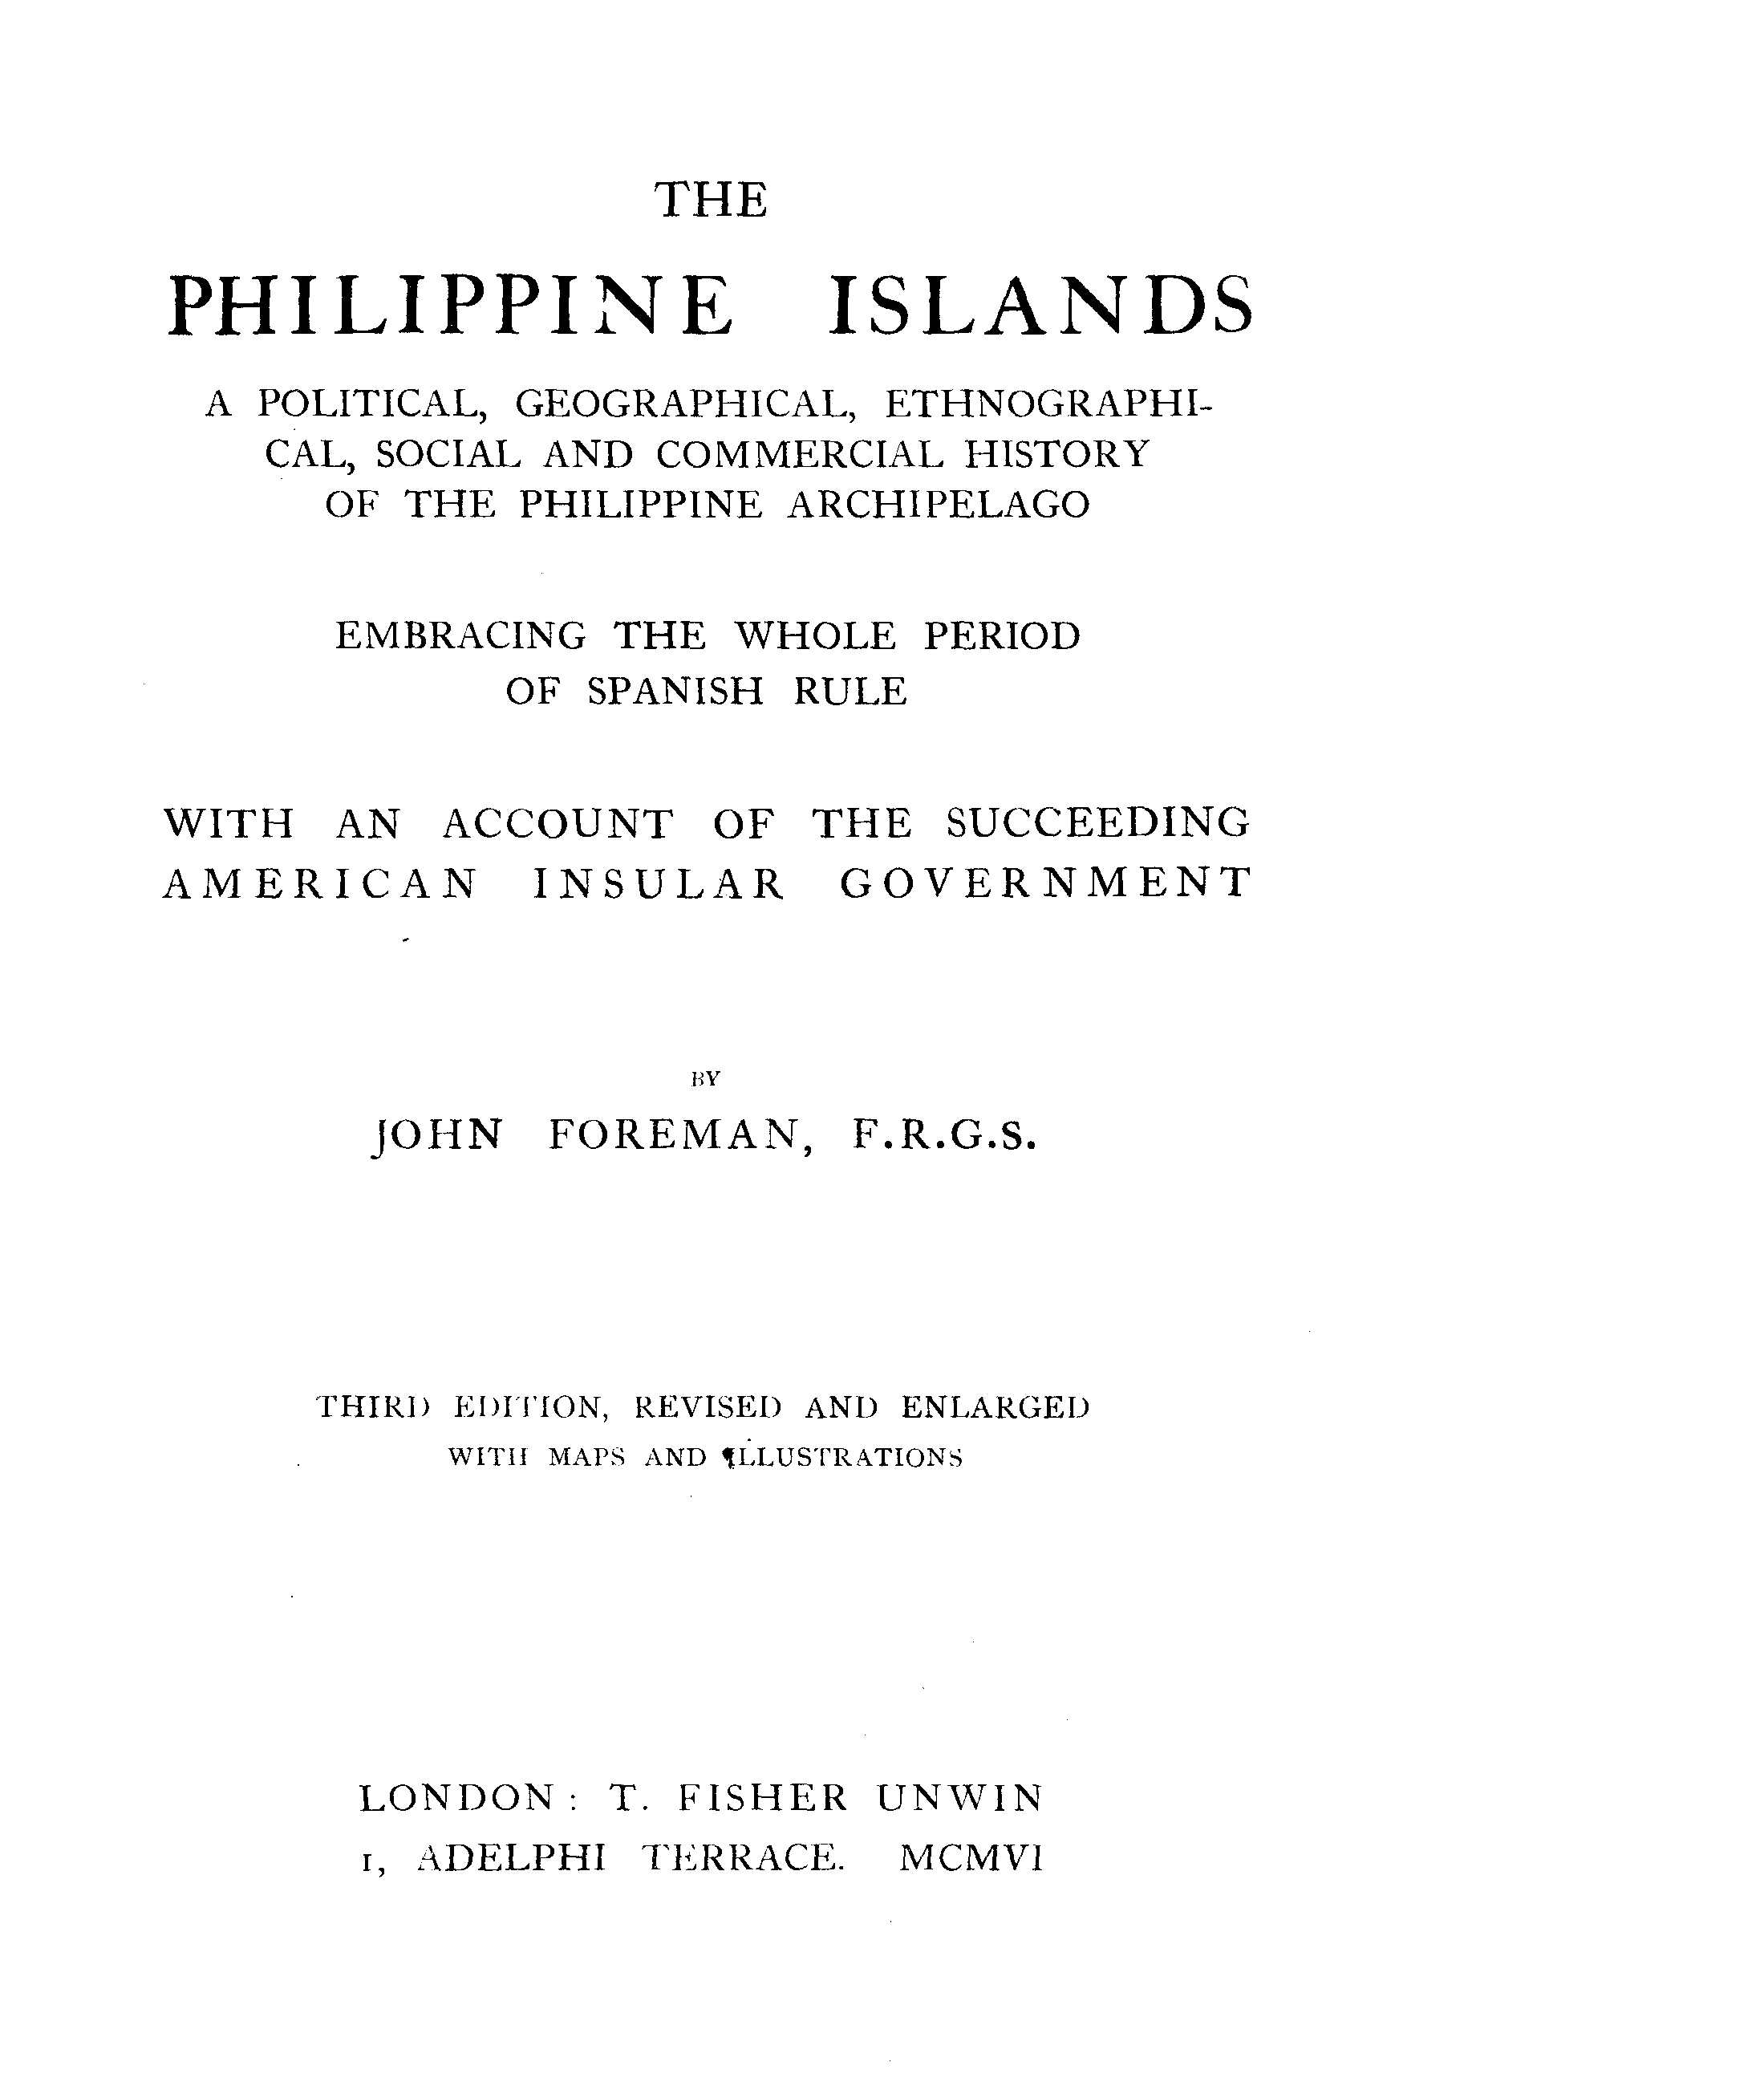 THE
PHILIPPINE ISLANDS
A POLITICAL, GEOGRAPHICAL, ETHNOGRAPHI-
CAL, SOCIAL AND COMMERCIAL HISTORY
OF THE PHILIPPINE ARCHIPELAGO
EMBRACING THE WHOLE PERIOD
OF SPANISH RULE
WITH AN ACCOUNT OF THE SUCCEEDING
AMERICAN INSULAR GOVERNMENT
BY
JOHN FOREMAN, F.R.G.S.
THIRD EDITION, REVISED AND ENLARGED
WITH MAPS AND ILLUSTRATIONS
LONDON: T. FISHER UNWIN
1, ADELPHI TERRACE. MCMVI